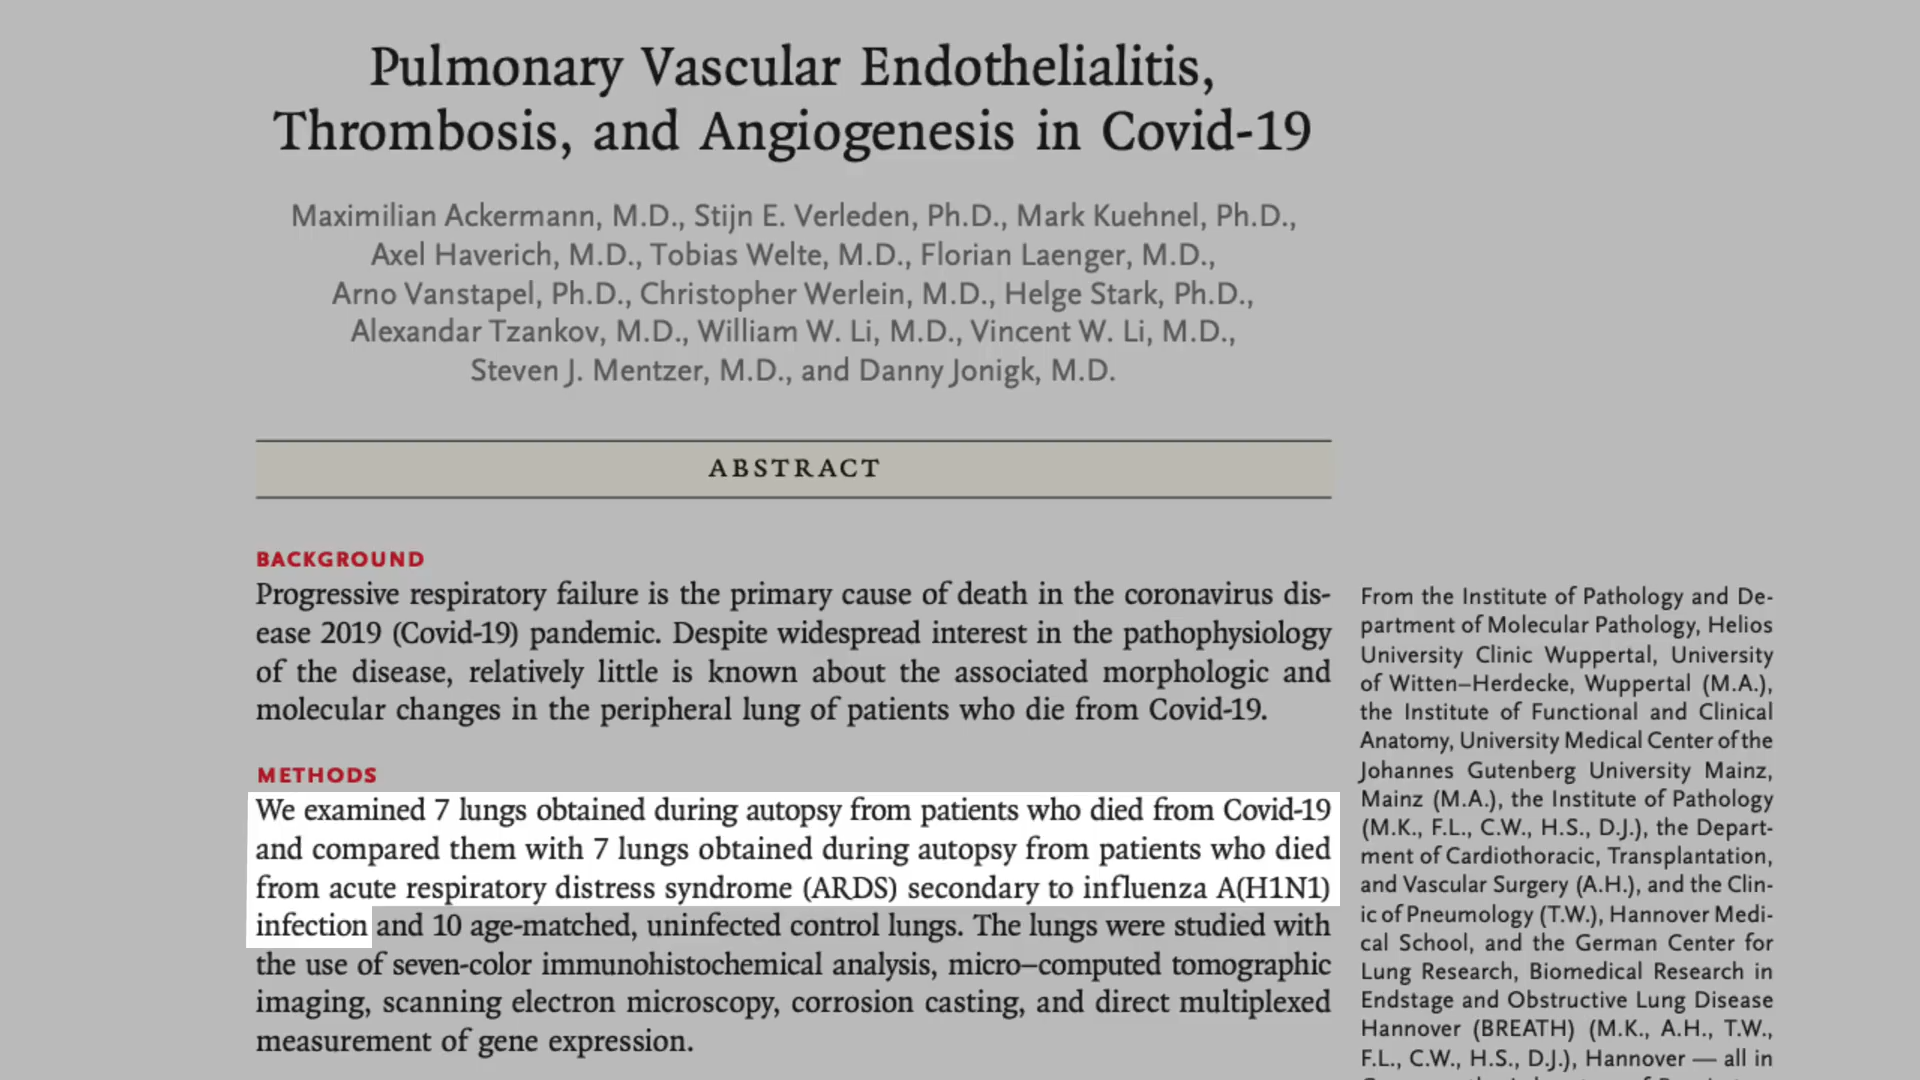 Pulmonary Vascular Endothelialitis,
Thrombosis, and Angiogenesis in Covid-19
Maximilian Ackermann, M.D., Stijn E. Verleden, Ph.D., Mark Kuehnel, Ph.D.,
Axel Haverich, M.D., Tobias Welte, M.D., Florian Laenger, M.D.,
Arno Vanstapel, Ph.D., Christopher Werlein, M.D., Helge Stark, Ph.D.,
Alexandar Tzankov, M.D., William W. Li, M.D., Vincent W. Li, M.D.,
Steven J. Mentzer, M.D., and Danny Jonigk, M.D.
ABSTRACT
BACKGROUND
Progressive respiratory failure is the primary cause of death in the coronavirus dis-
ease 2019 (Covid-19) pandemic. Despite widespread interest in the pathophysiology
of the disease, relatively little is known about the associated morphologic and
molecular changes in the peripheral lung of patients who die from Covid-19.
METHODS
We examined 7 lungs obtained during autopsy from patients who died from Covid-19
and compared them with 7 lungs obtained during autopsy from patients who died
from acute respiratory distress syndrome (ARDS) secondary to influenza A(H1N1)
infection and 10 age-matched, uninfected control lungs. The lungs were studied with
the use of seven-color immunohistochemical analysis, micro–computed tomographic
imaging, scanning electron microscopy, corrosion casting, and direct multiplexed
measurement of gene expression.
From the Institute of Pathology and De-
partment of Molecular Pathology, Helios
University Clinic Wuppertal, University
of Witten–Herdecke, Wuppertal (M.A.),
the Institute of Functional and Clinical
Anatomy, University Medical Center of the
Johannes Gutenberg University Mainz,
Mainz (M.A.), the Institute of Pathology
(M.K., F.L., C.W., H.S., D.J.), the Depart-
ment of Cardiothoracic, Transplantation,
and Vascular Surgery (A.H.), and the Clin-
ic of Pneumology (T.W.), Hannover Medi-
cal School, and the German Center for
Lung Research, Biomedical Research in
Endstage and Obstructive Lung Disease
Hannover (BREATH) (M.K., A.H., T.W.,
F.L., C.W., H.S., D.J.), Hannover — all in